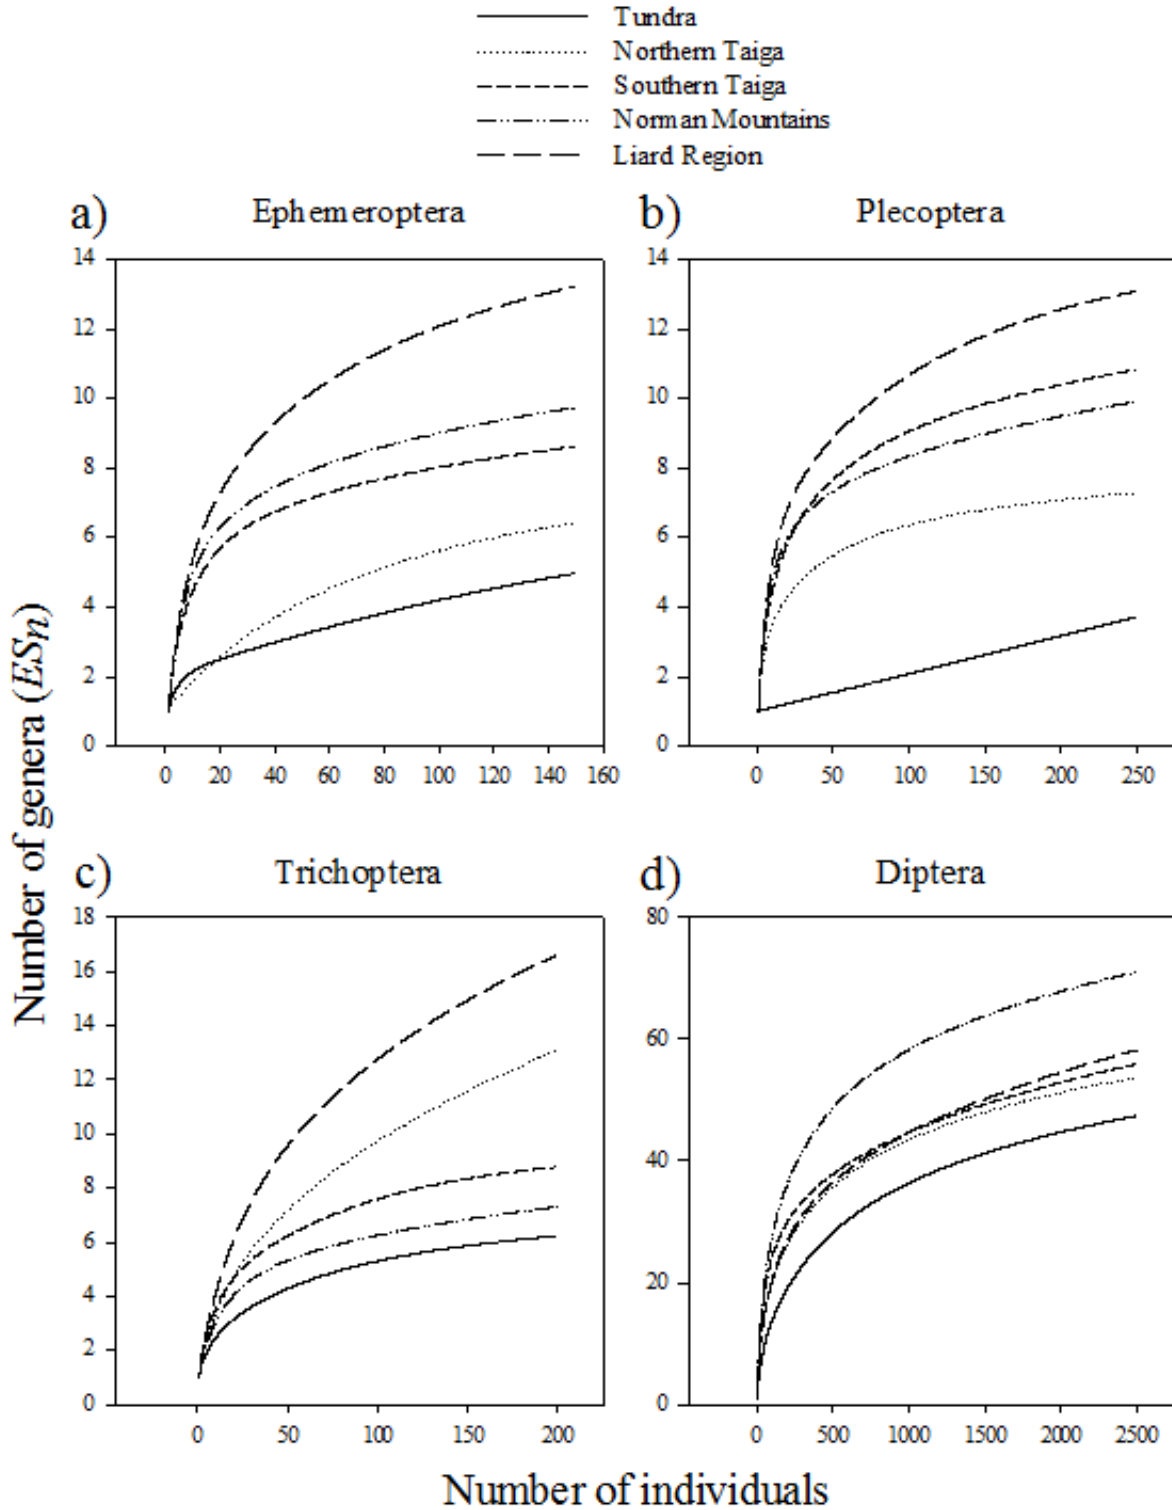 Tundra
Northern Taiga
Southern Taiga
Norman Mountains
Liard Region
a) Ephemeroptera
b) Plecoptera
14
12
10
8
6
4
2
0
0 20 40 60 80 100 120 140 160
14
12
10
8
6
4
2
0
0 50 100 150 200 250
Number of genera (ESn)
c) Trichoptera
d) Diptera
18
16
14
12
10
8
6
4
2
0
0 50 100 150 200
80
60
40
20
0
0 500 1000 1500 2000 2500
Number of individuals